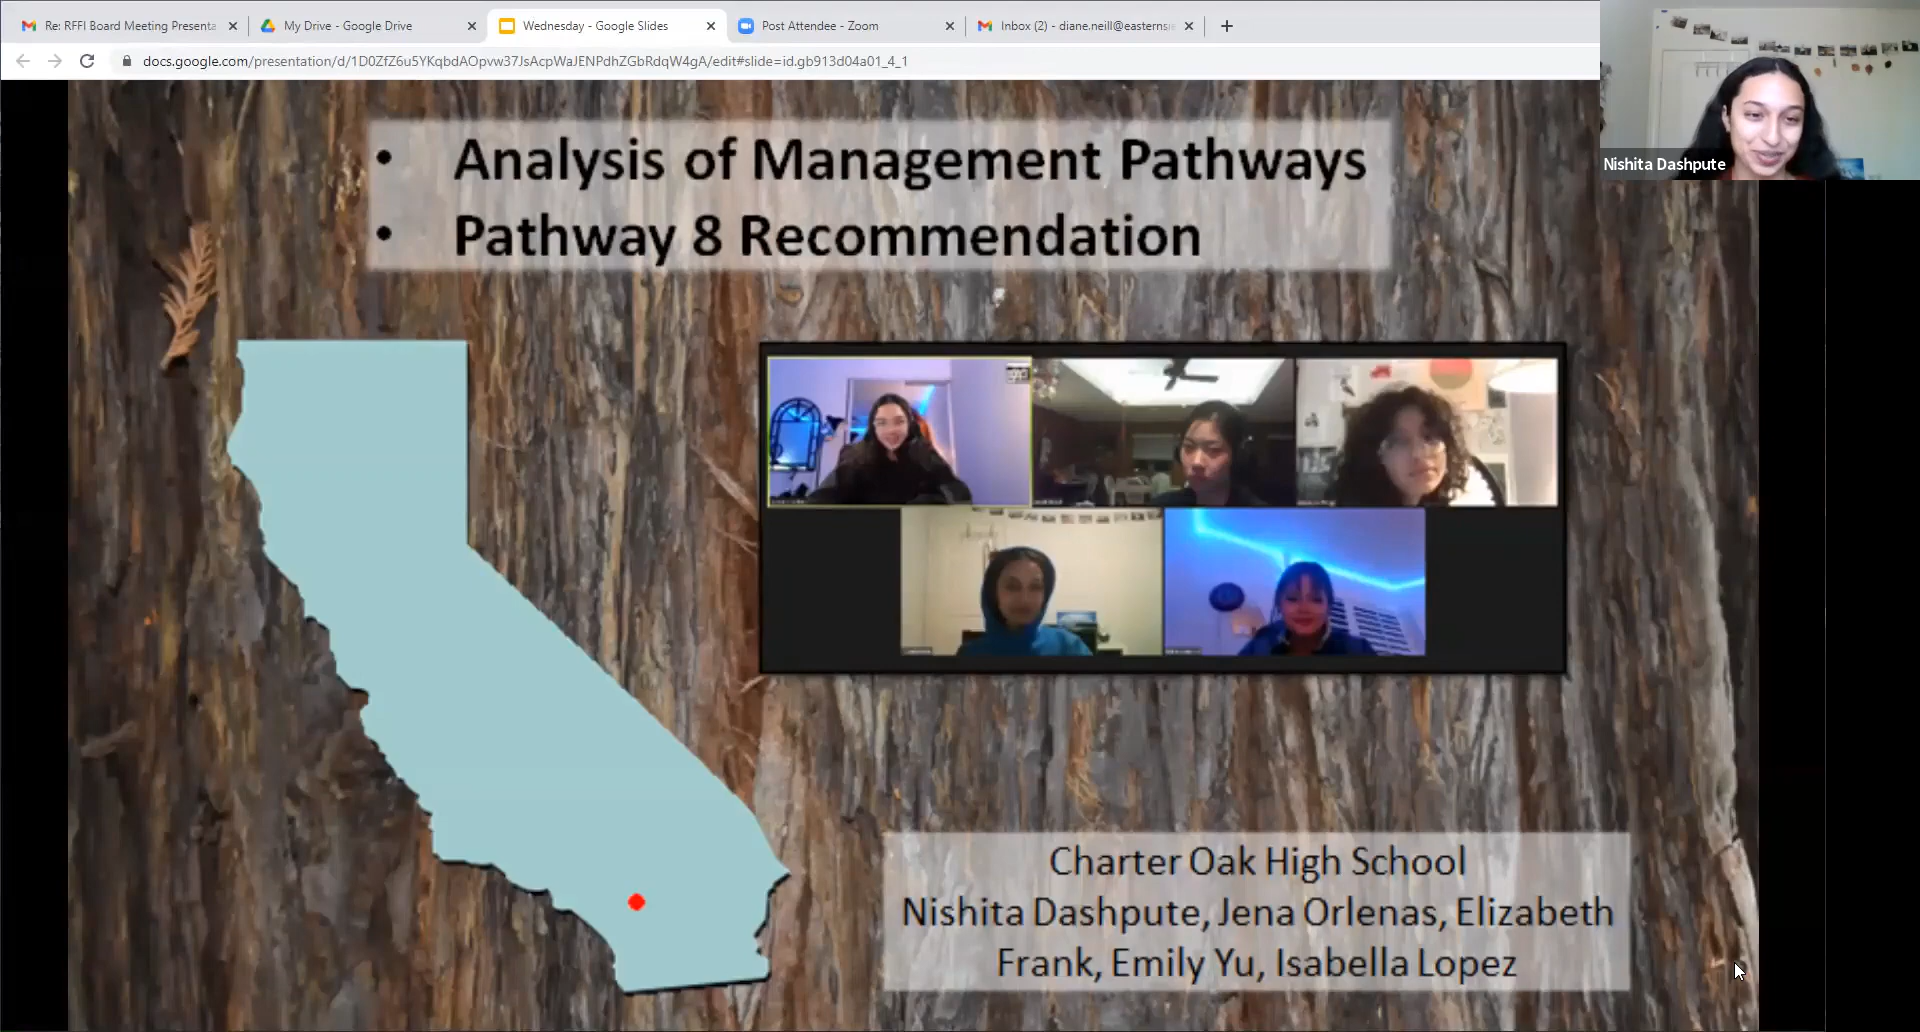 Re: RFFI Board Meeting Presenta
My Drive - Google Drive
Wednesday - Google Slides
Post Attendee - Zoom
Inbox (2) - diane.neill@easterns
docs.google.com/presentation/d/1D0ZfZ6u5YKqbdAOpvw37JsAcpWaJENPdhZGbRdqW4gA/edit#slide=id.gb913d04a01_4_1
Nishita Dashpute
• Analysis of Management Pathways
• Pathway 8 Recommendation
Charter Oak High School
Nishita Dashpute, Jena Orlenas, Elizabeth
Frank, Emily Yu, Isabella Lopez